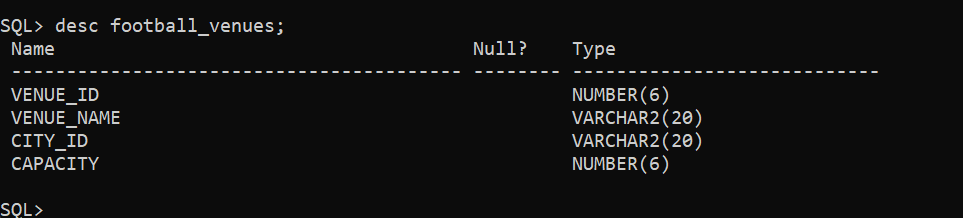 SQL> desc football_venues;
Name Null? Type
----------------------------------------- -------- ----------------------------
VENUE_ID NUMBER(6)
VENUE_NAME VARCHAR2(20)
CITY_ID VARCHAR2(20)
CAPACITY NUMBER(6)
SQL>